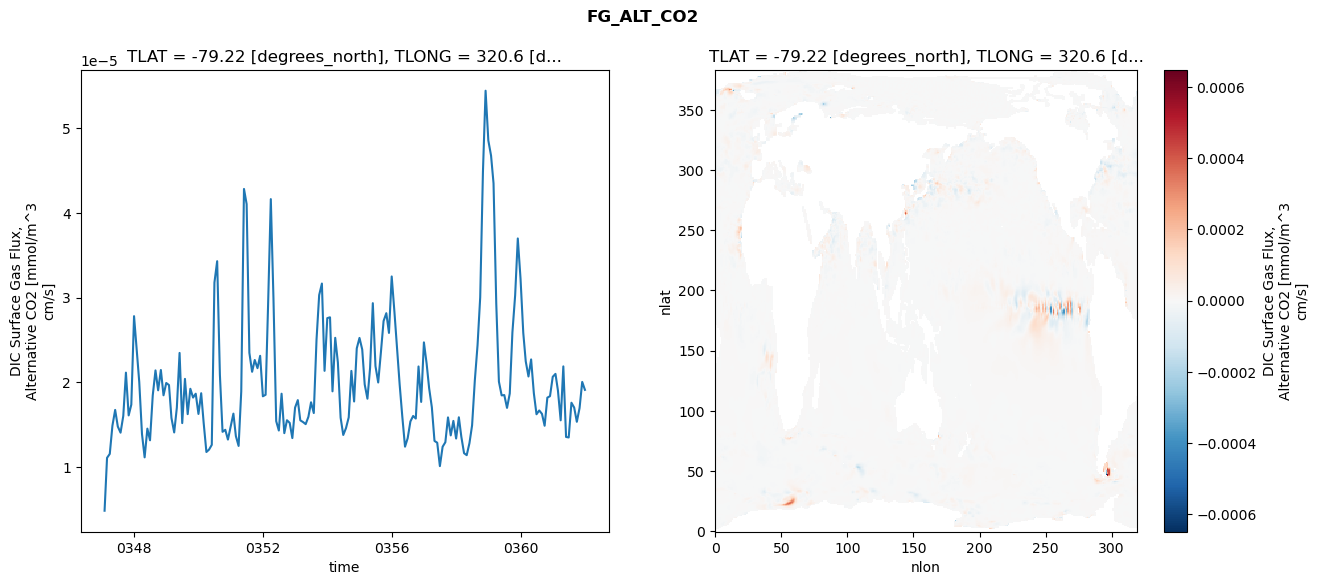 FG_ALT_CO2
TLAT = -79.22 [degrees_north], TLONG = 320.6 [d...
1e−5
5
4
3
2
1
0348
0352
0356
0360
time
DIC Surface Gas Flux,
Alternative CO2 [mmol/m^3
cm/s]
TLAT = -79.22 [degrees_north], TLONG = 320.6 [d...
350
300
250
200
150
100
50
0
0
50
100
150
200
250
300
nlon
nlat
0.0006
0.0004
0.0002
0.0000
−0.0002
−0.0004
−0.0006
DIC Surface Gas Flux,
Alternative CO2 [mmol/m^3
cm/s]